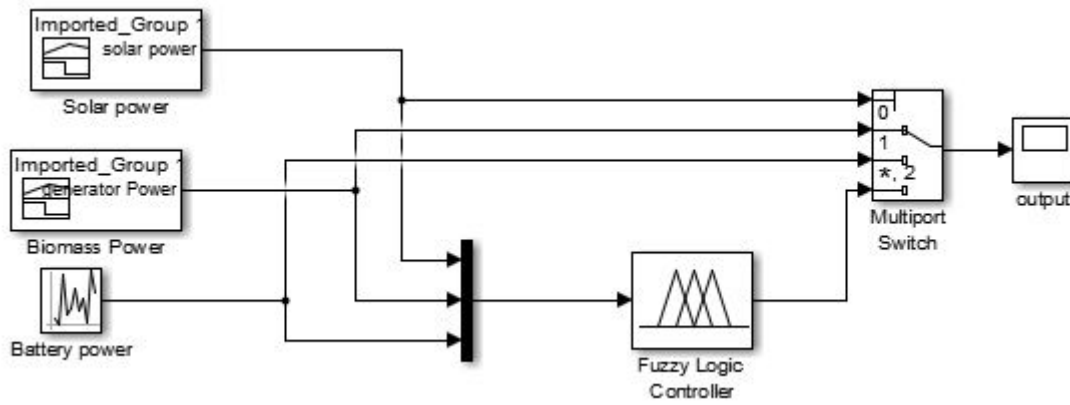 Imported_Group 1
solar power
Solar power
Imported_Group 1
generator Power
Biomass Power
Battery power
Fuzzy Logic
Controller
0
1
*, 2
Multiport
Switch
output